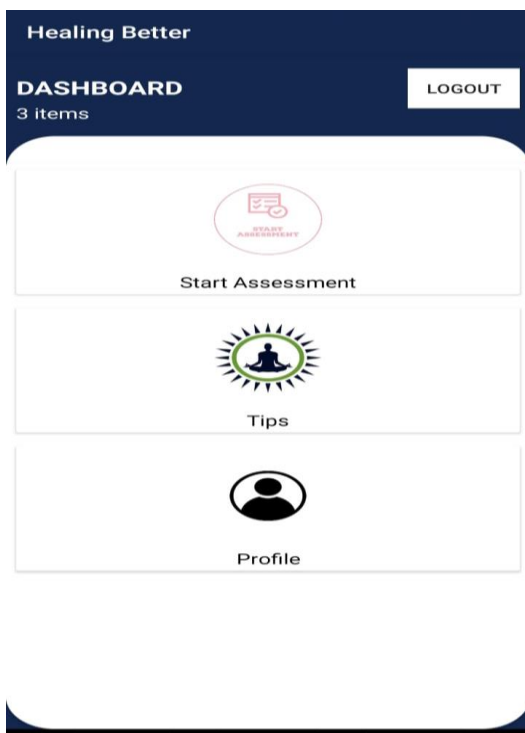 Healing Better
DASHBOARD
LOGOUT
3 items
START
ASSESSMENT
Start Assessment
Tips
Profile